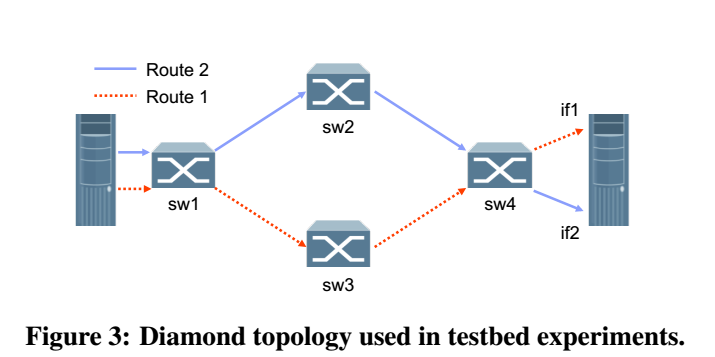 Route 2
Route 1
if1
sw2
sw1
sw4
if2
sw3
Figure 3: Diamond topology used in testbed experiments.